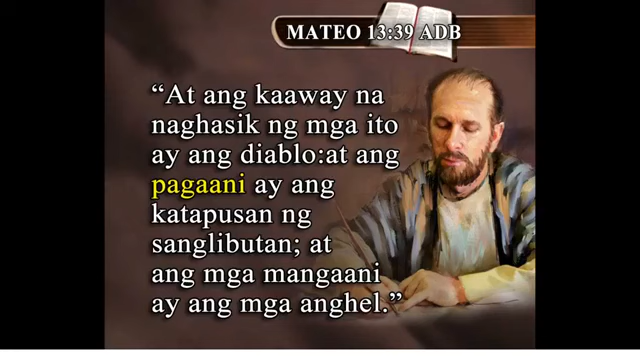 MATEO 13:39 ADB
“At ang kaaway na
naghasik ng mga ito
ay ang diablo:at ang
pagaani ay ang
katapusan ng
sanglibutan; at
ang mga mangaani
ay ang mga anghel.”